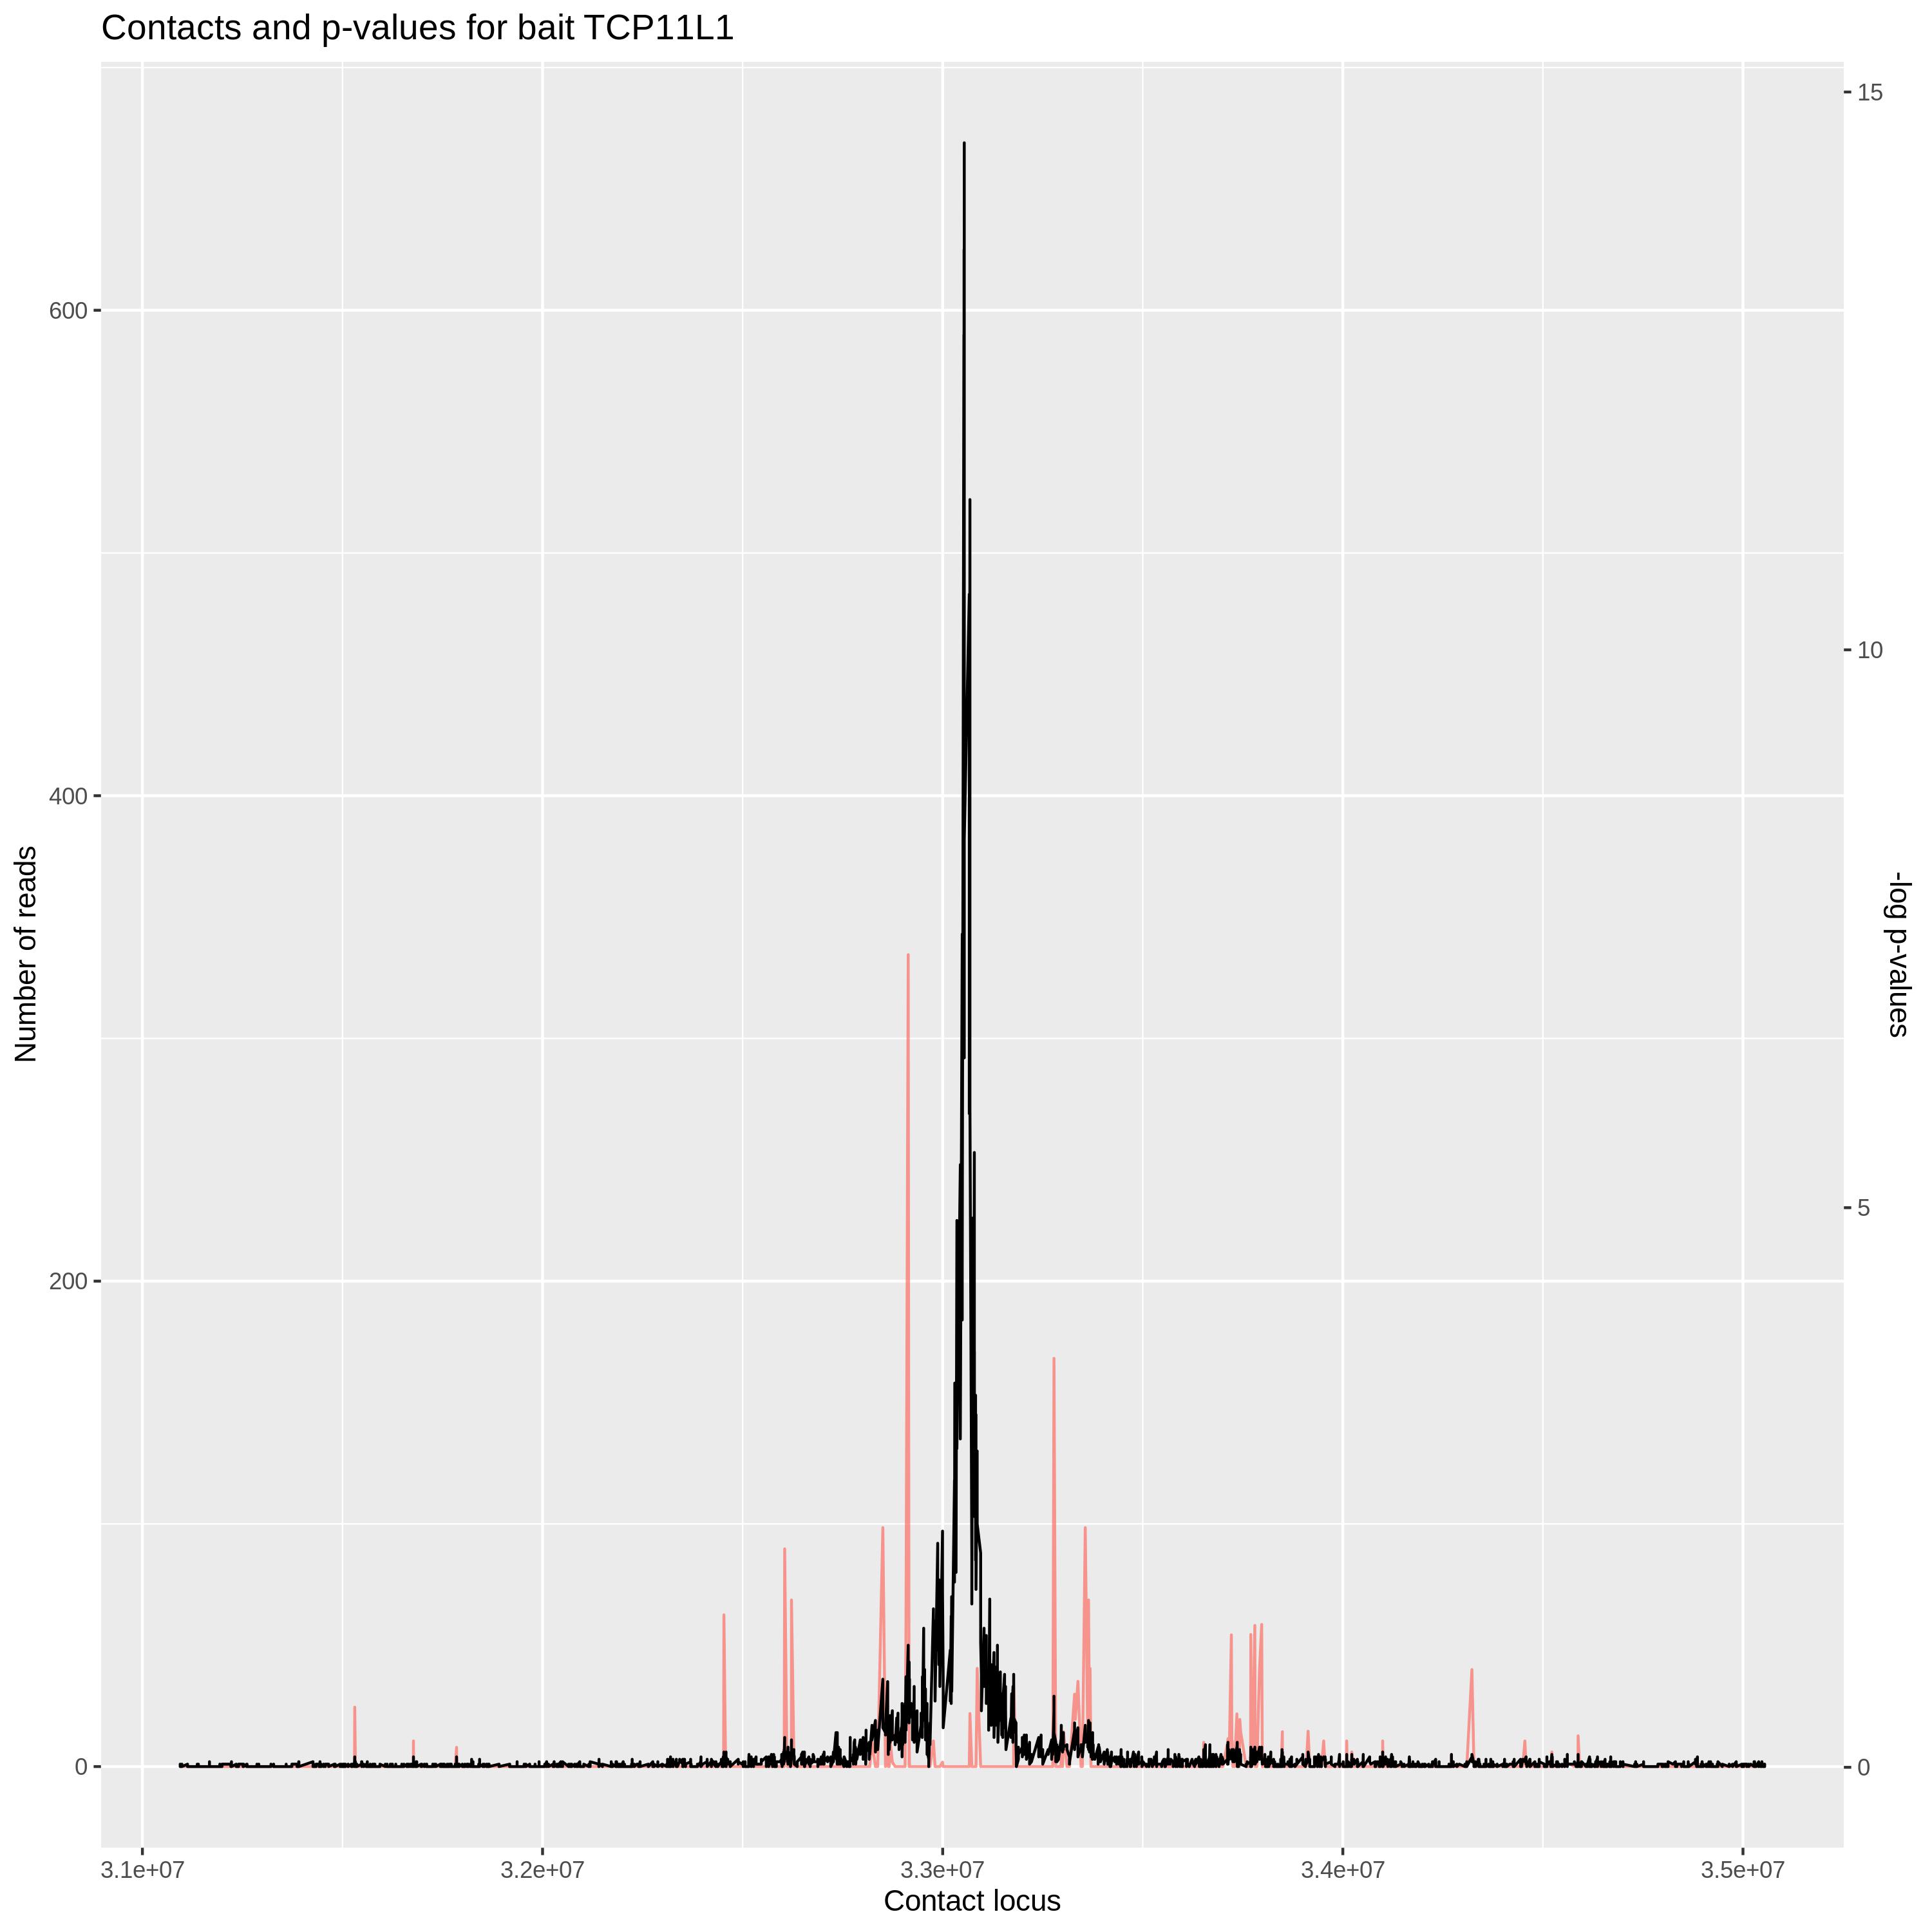 Contacts and p-values for bait TCP11L1
15
600
10
400
Number of reads
-log p-values
5
200
0
0
3.1e+07
3.2e+07
3.3e+07
3.4e+07
3.5e+07
Contact locus